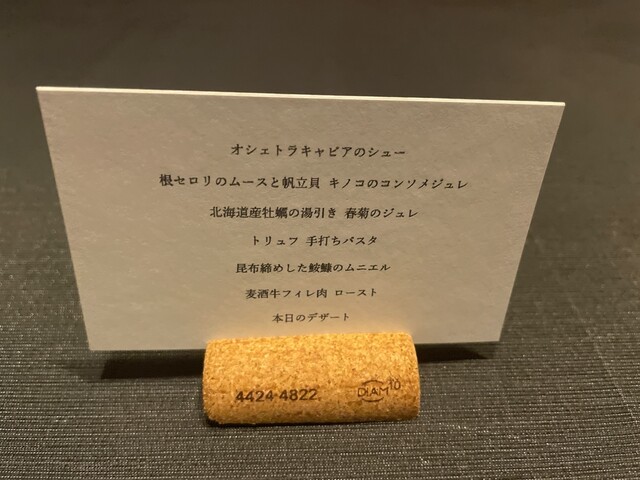 オシェトラキャビアのシュー
根セロリのムースと帆立貝 キノコのコンソメジュレ
北海道産牡蠣の湯引き 春菊のジュレ
トリュフ 手打ちパスタ
昆布締めした鮟鱇のムニエル
麦酒牛フィレ肉 ロースト
本日のデザート
4424-4822
DIAM10